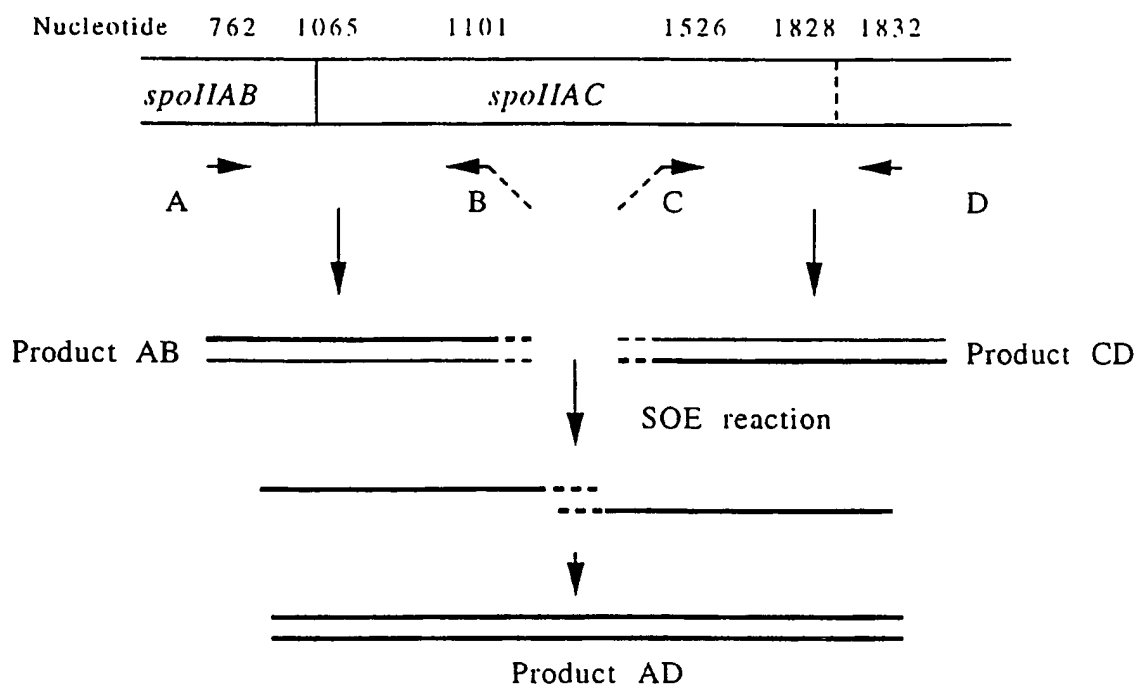 Nucleotide 762 1065 1101 1526 1828 1832
spoIIAB spoIIAC
A B C D
Product AB Product CD
SOE reaction
Product AD